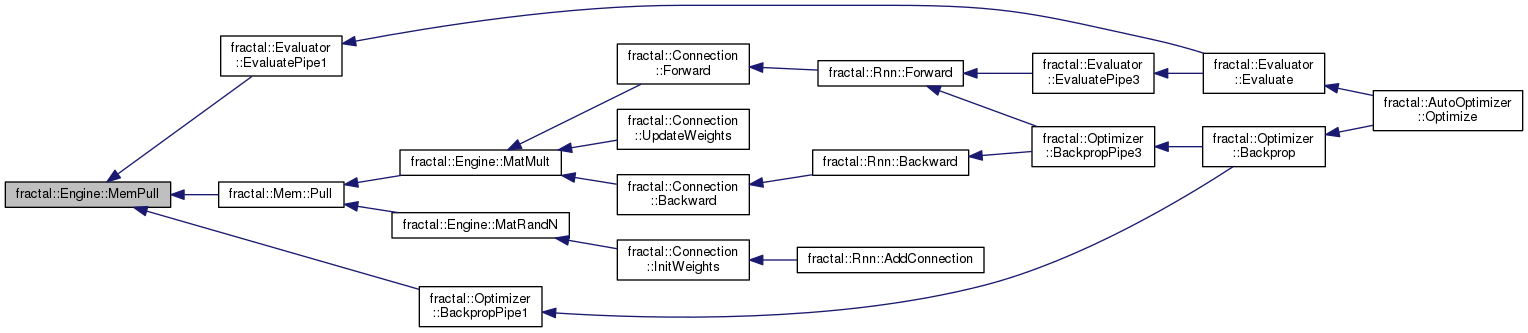 fractal::Engine::MemPull
fractal::Evaluator
::EvaluatePipe1
fractal::Mem::Pull
fractal::Optimizer
::BackpropPipe1
fractal::Engine::MatMult
fractal::Engine::MatRandN
fractal::Connection
::Forward
fractal::Connection
::UpdateWeights
fractal::Connection
::Backward
fractal::Connection
::InitWeights
fractal::Rnn::Forward
fractal::Rnn::Backward
fractal::Rnn::AddConnection
fractal::Evaluator
::EvaluatePipe3
fractal::Optimizer
::BackpropPipe3
fractal::Evaluator
::Evaluate
fractal::Optimizer
::Backprop
fractal::AutoOptimizer
::Optimize